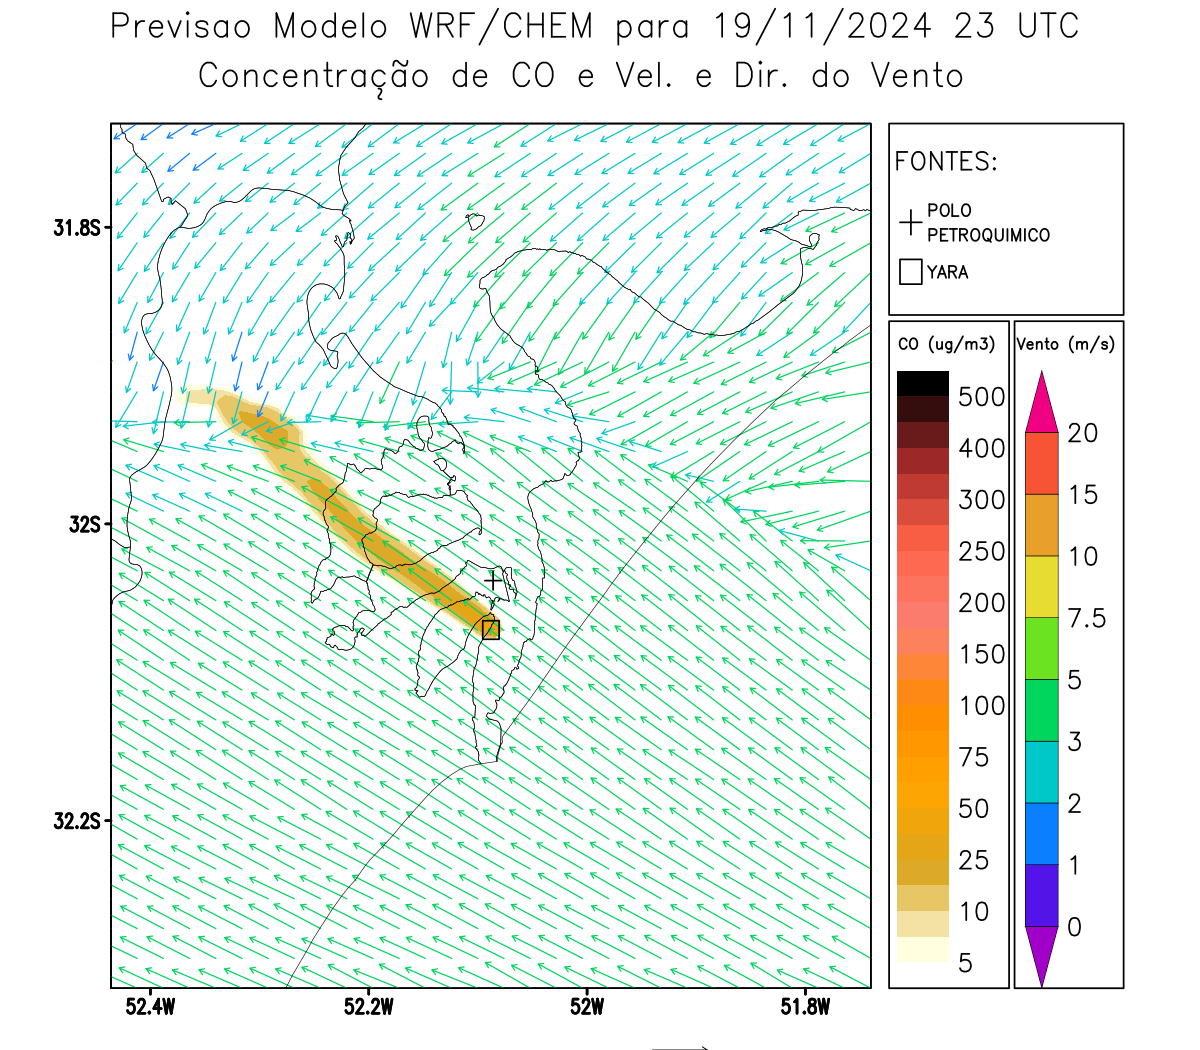 Previsao Modelo WRF/CHEM para 19/11/2024 23 UTC
Concentração de CO e Vel. e Dir. do Vento
FONTES:
POLO
PETROQUIMICO
YARA
31.8S
32S
32.2S
52.4W
52.2W
52W
51.8W
CO (ug/m3)
500
400
300
250
200
150
100
75
50
25
10
5
Vento (m/s)
20
15
10
7.5
5
3
2
1
0